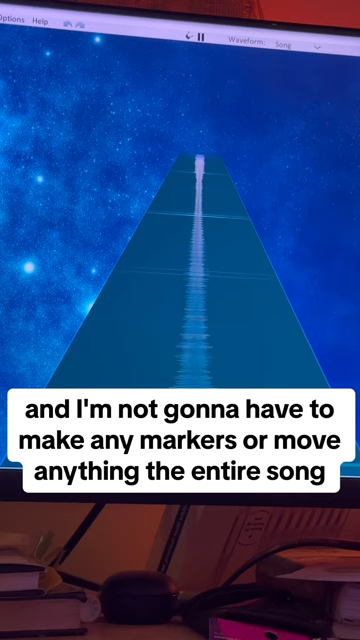 Options Help
Waveform: Song
and I'm not gonna have to
make any markers or move
anything the entire song